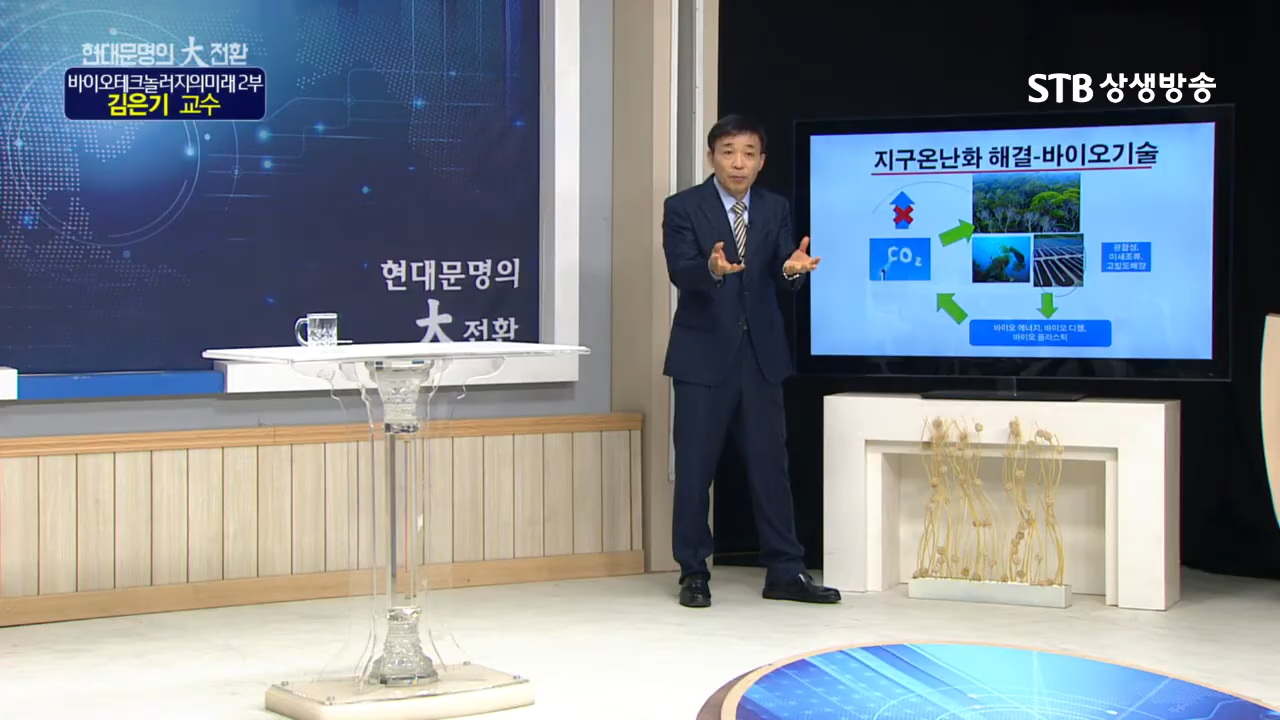 현대문명의 大 전환
바이오테크놀러지의미래 2부
김은기 교수
STB 상생방송
지구온난화 해결-바이오기술
CO₂
광합성,
미세조류,
고밀도배양
바이오 에너지, 바이오 디젤,
바이오 플라스틱
현대문명의
大 전환